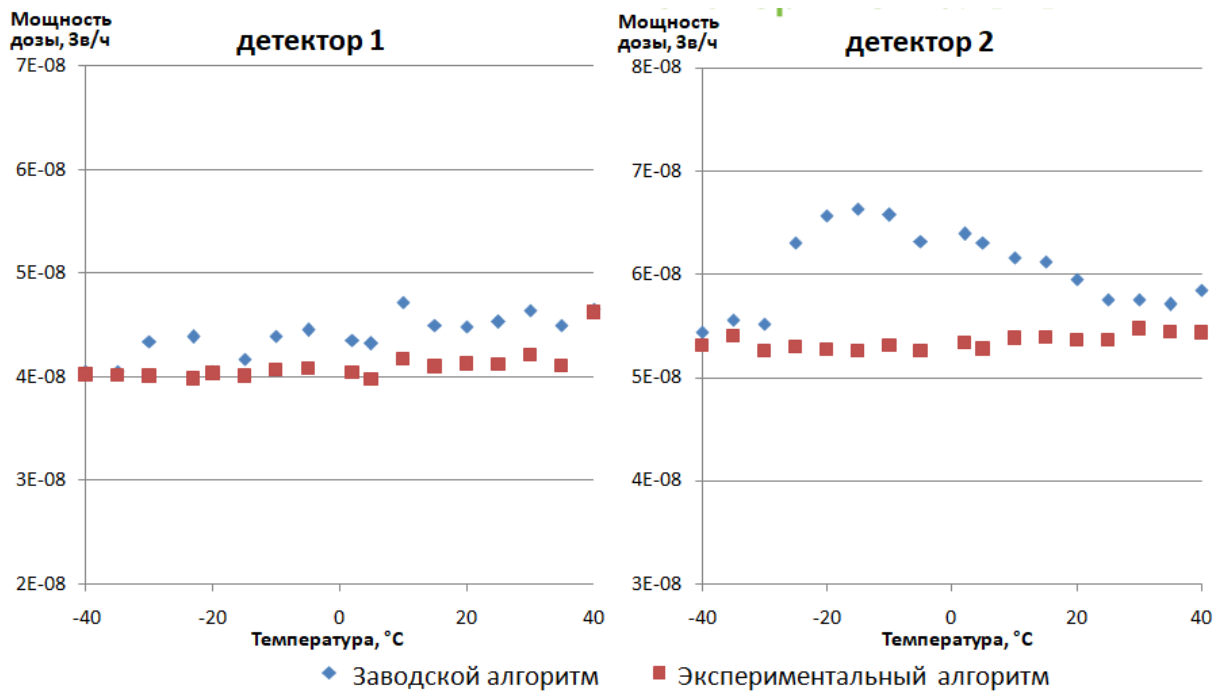 Мощность
дозы, Зв/ч
детектор 1
7E-08
6E-08
5E-08
4E-08
3E-08
2E-08
-40
-20
0
20
40
Температура, °C
Мощность
дозы, Зв/ч
детектор 2
8E-08
7E-08
6E-08
5E-08
4E-08
3E-08
-40
-20
0
20
40
Температура, °C
Заводской алгоритм
Экспериментальный алгоритм